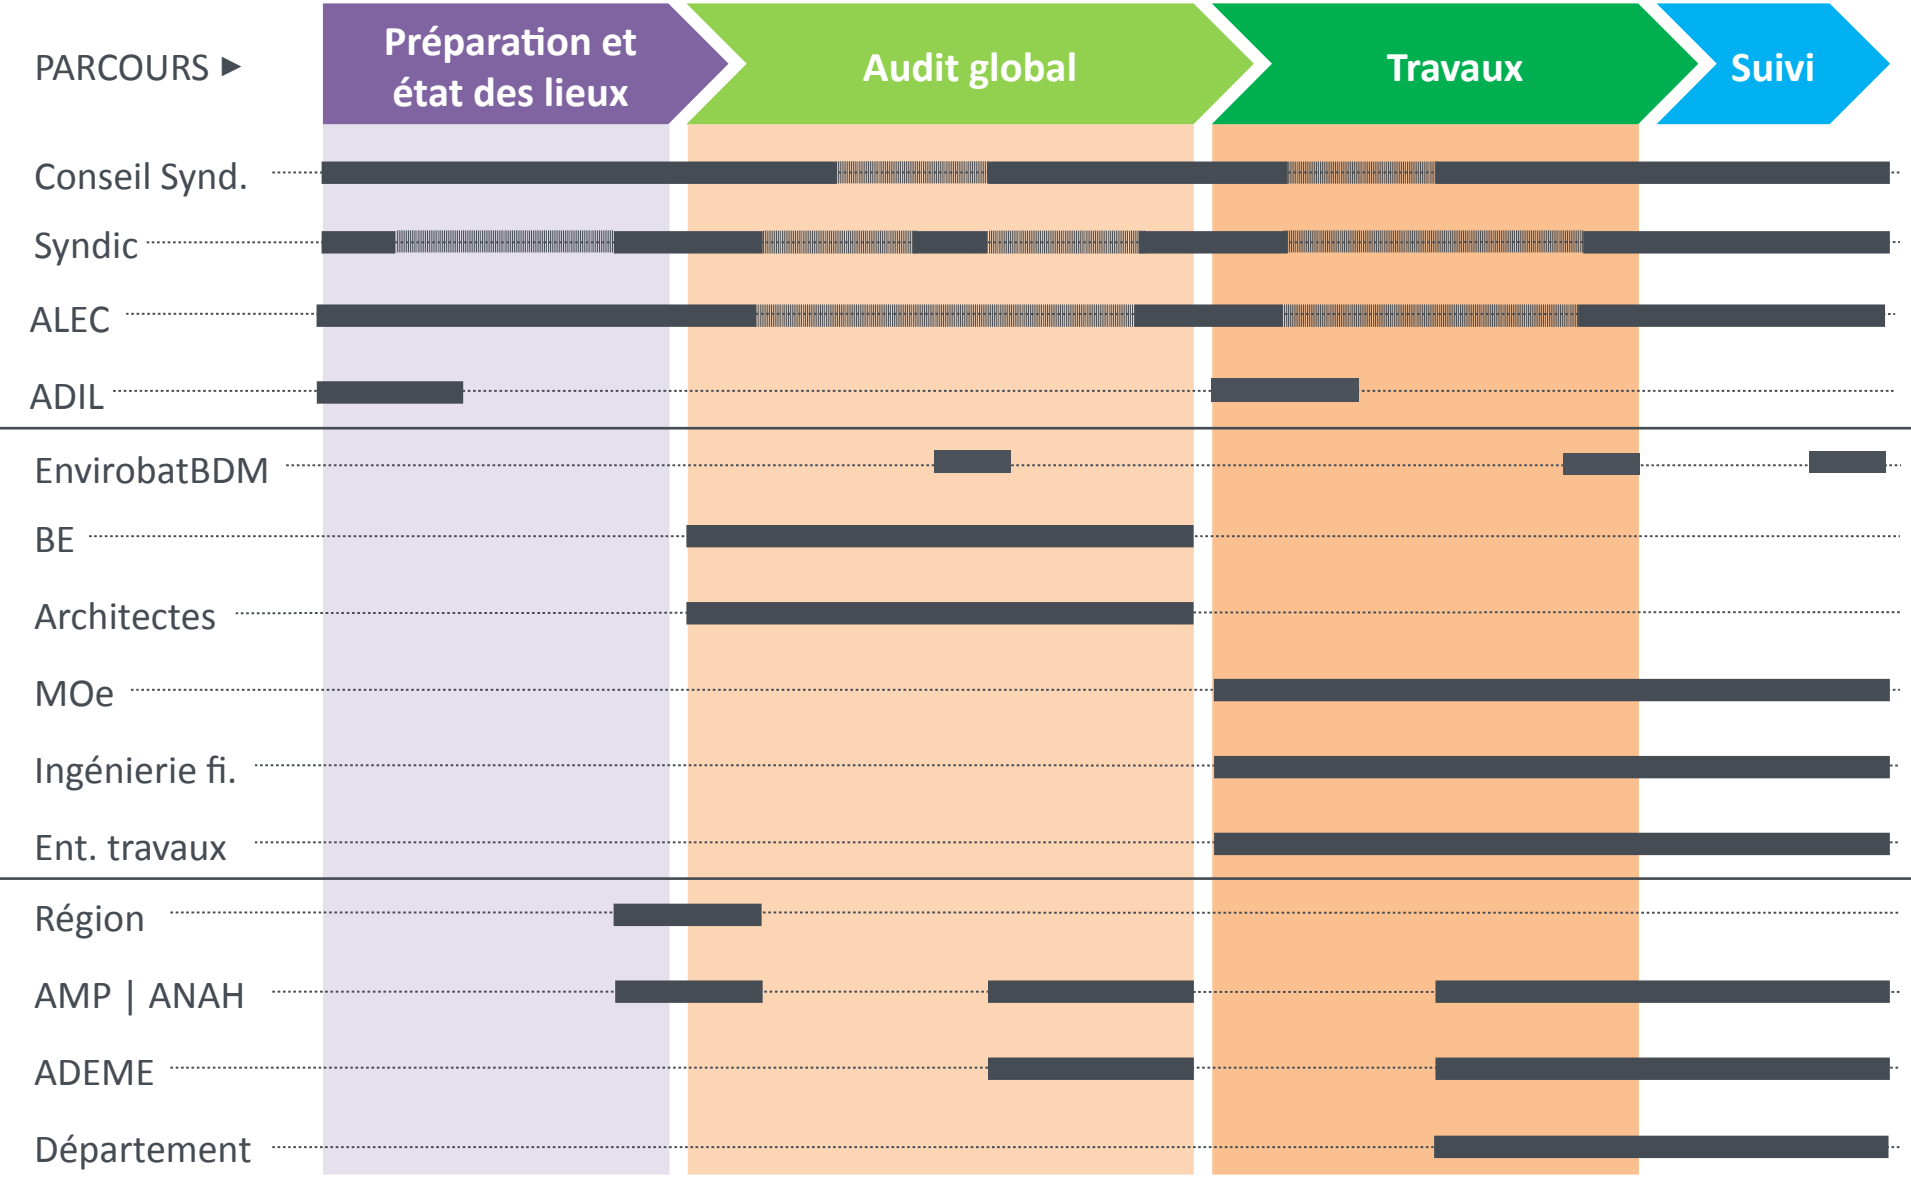 PARCOURS ►
Préparation et
état des lieux
Audit global
Travaux
Suivi
Conseil Synd.
Syndic
ALEC
ADIL
EnvirobatBDM
BE
Architectes
MOe
Ingénierie fi.
Ent. travaux
Région
AMP | ANAH
ADEME
Département